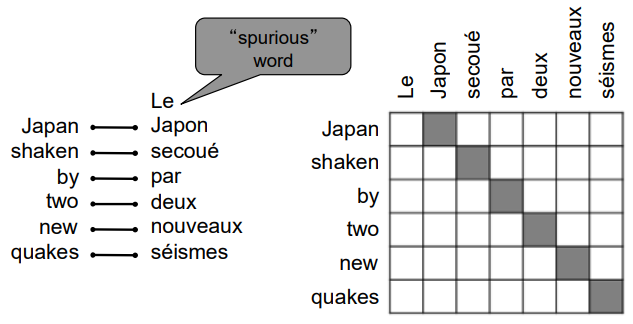 “spurious”
word
Le
Japan Japon
shaken secoué
by par
two deux
new nouveaux
quakes séismes
Le Japon secoué par deux nouveaux séismes
Japan
shaken
by
two
new
quakes